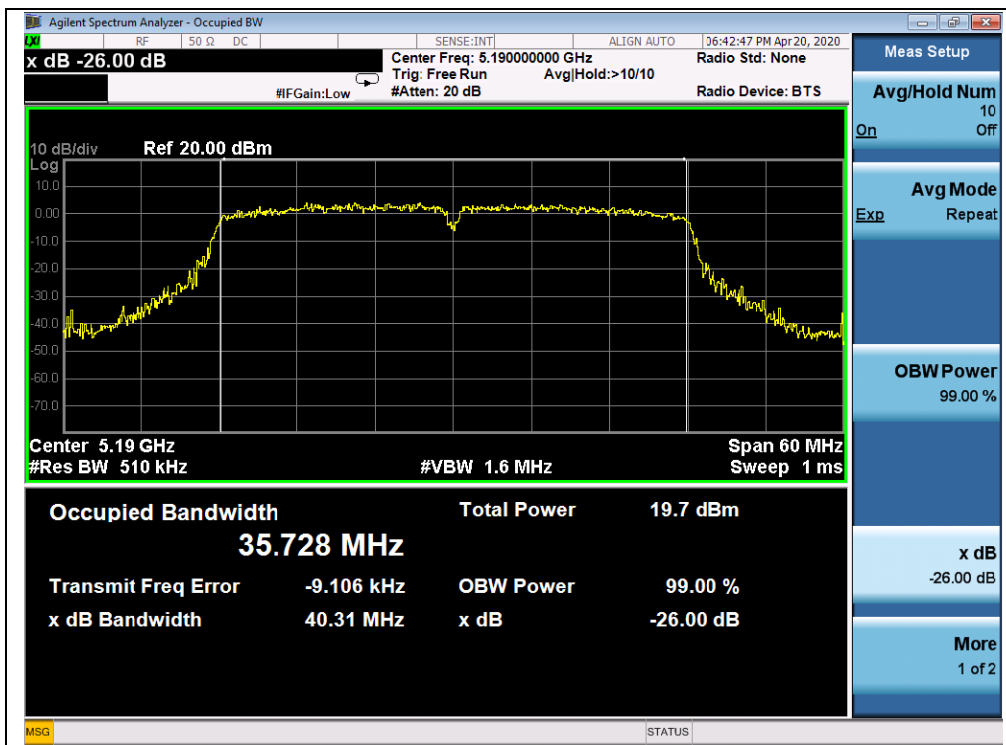 Agilent Spectrum Analyzer - Occupied BW
LXI RF 50 Ω DC SENSE:INT ALIGN AUTO 06:42:47 PM Apr 20, 2020
x dB -26.00 dB
Center Freq: 5.190000000 GHz Radio Std: None
Trig: Free Run Avg|Hold:>10/10
#IFGain:Low #Atten: 20 dB Radio Device: BTS
10 dB/div Ref 20.00 dBm
Log
10.0
0.00
-10.0
-20.0
-30.0
-40.0
-50.0
-60.0
-70.0
Center 5.19 GHz Span 60 MHz
#Res BW 510 kHz #VBW 1.6 MHz Sweep 1 ms
Occupied Bandwidth Total Power 19.7 dBm
35.728 MHz
Transmit Freq Error -9.106 kHz OBW Power 99.00 %
x dB Bandwidth 40.31 MHz x dB -26.00 dB
Meas Setup
Avg/Hold Num
10
On Off
Avg Mode
Exp Repeat
OBW Power
99.00 %
x dB
-26.00 dB
More
1 of 2
MSG STATUS